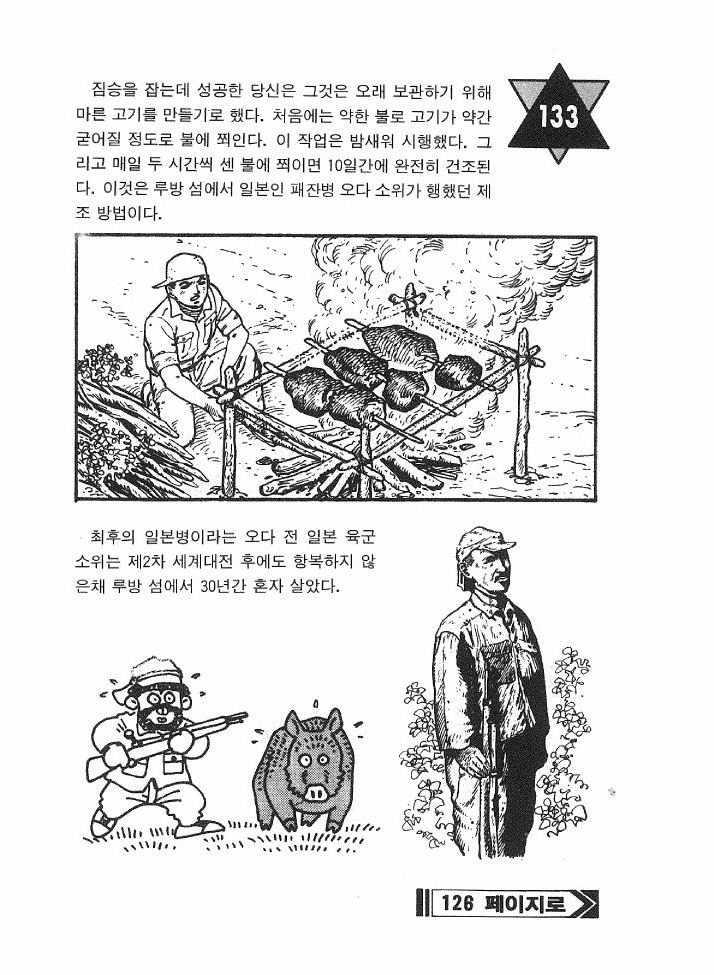 짐승을 잡는데 성공한 당신은 그것은 오래 보관하기 위해
마른 고기를 만들기로 했다. 처음에는 약한 불로 고기가 약간
굳어질 정도로 불에 쬐인다. 이 작업은 밤새워 시행했다. 그
리고 매일 두 시간씩 센 불에 쬐이면 10일간에 완전히 건조된
다. 이것은 루방 섬에서 일본인 패잔병 오다 소위가 행했던 제
조 방법이다.
133
최후의 일본병이라는 오다 전 일본 육군
소위는 제2차 세계대전 후에도 항복하지 않
은채 루방 섬에서 30년간 혼자 살았다.
126 페이지로